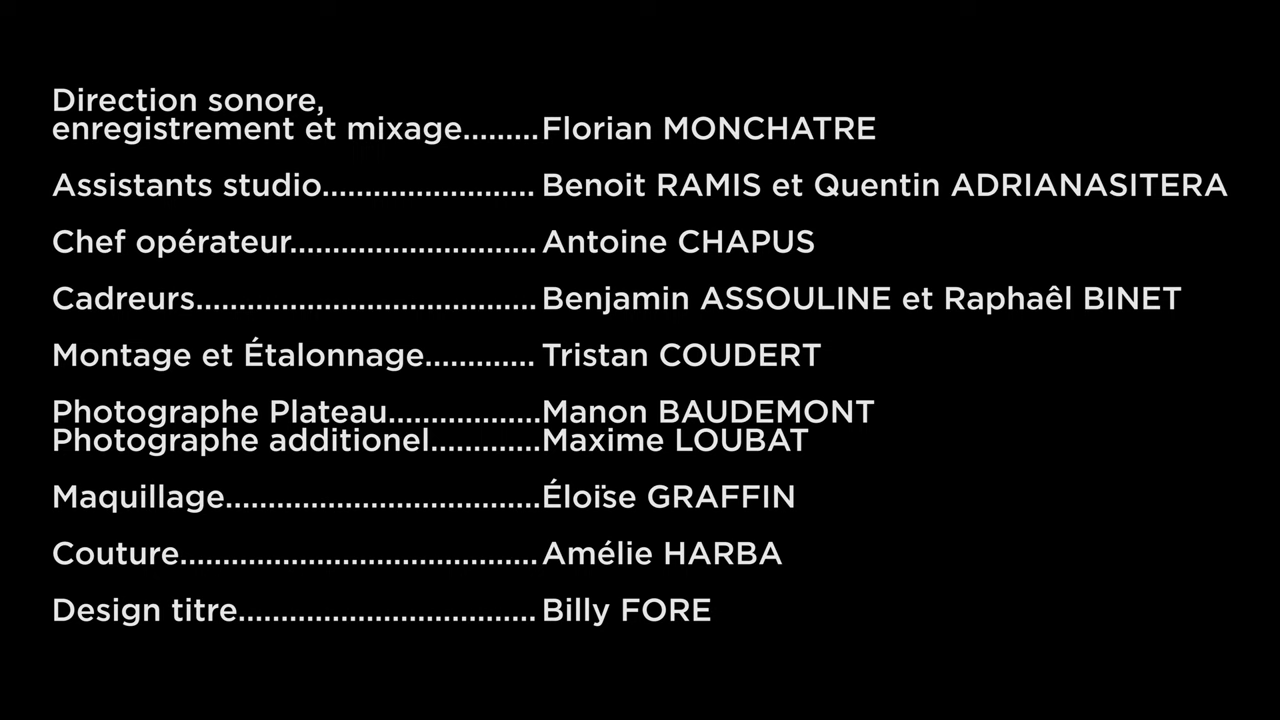 Direction sonore,
enregistrement et mixage.........Florian MONCHATRE
Assistants studio......................... Benoit RAMIS et Quentin ADRIANASITERA
Chef opérateur............................. Antoine CHAPUS
Cadreurs........................................ Benjamin ASSOULINE et Raphaêl BINET
Montage et Étalonnage............. Tristan COUDERT
Photographe Plateau..................Manon BAUDEMONT
Photographe additionel.............Maxime LOUBAT
Maquillage.....................................Éloïse GRAFFIN
Couture.......................................... Amélie HARBA
Design titre................................... Billy FORE